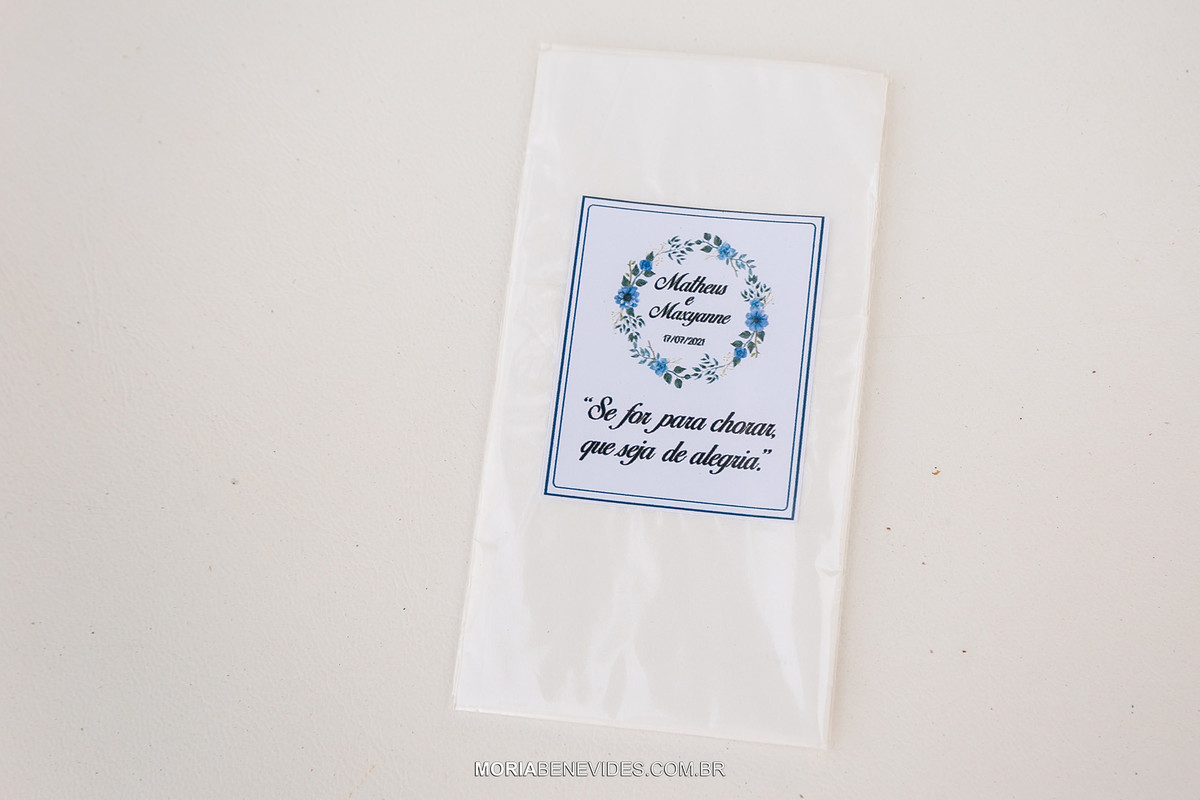 Matheus
e
Maxyanne
17/07/2021
“Se for para chorar,
que seja de alegria.”
MORIABENEVIDES.COM.BR